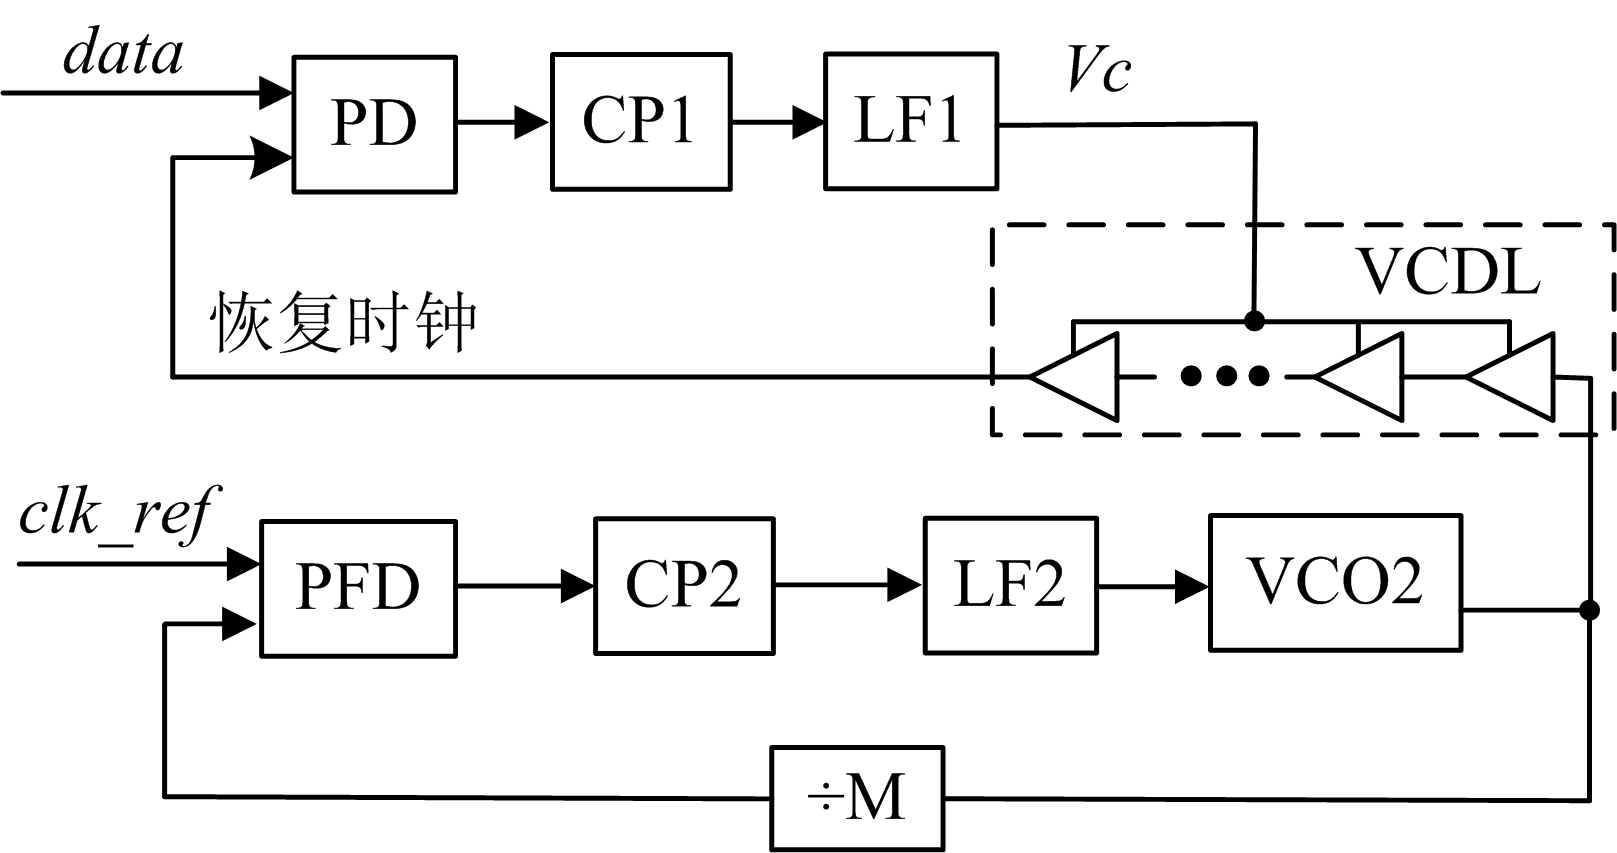 data
PD
CP1
LF1
Vc
VCDL
恢复时钟
clk_ref
PFD
CP2
LF2
VCO2
÷M